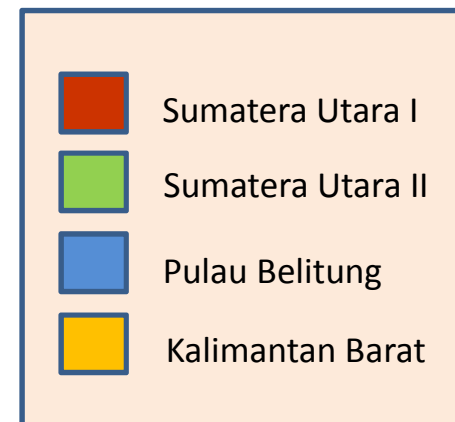 Sumatera Utara I
Sumatera Utara II
Pulau Belitung
Kalimantan Barat